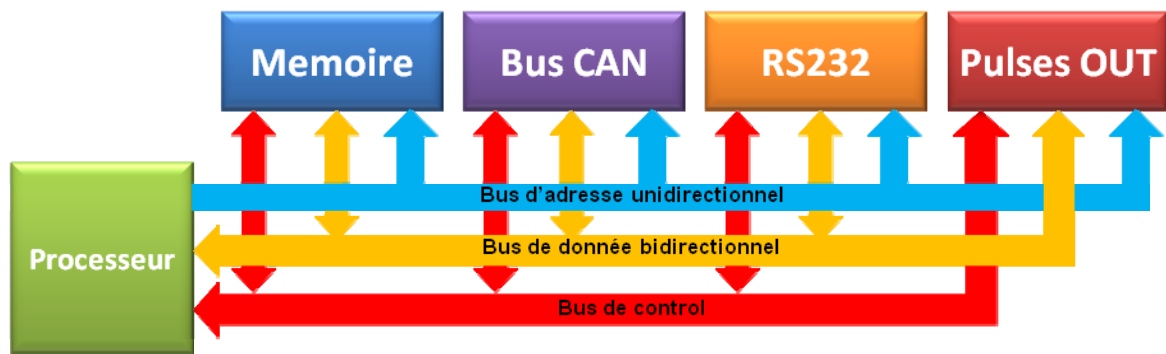 Memoire
Bus CAN
RS232
Pulses OUT
Processeur
Bus d'adresse unidirectionnel
Bus de donnée bidirectionnel
Bus de control